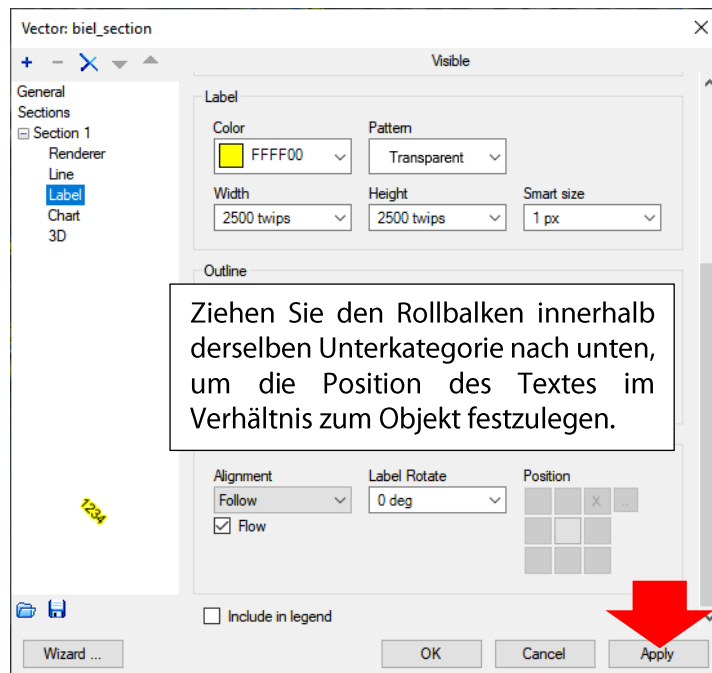 Vector: biel_section
Visible
General
Sections
Section 1
Renderer
Line
Label
Chart
3D
Label
Color
Pattern
FFFF00
Transparent
Width
Height
Smart size
2500 twips
2500 twips
1 px
Outline
Ziehen Sie den Rollbalken innerhalb
derselben Unterkategorie nach unten,
um die Position des Textes im
Verhältnis zum Objekt festzulegen.
Alignment
Label Rotate
Position
Follow
0 deg
X
...
Flow
1234
Include in legend
Wizard ...
OK
Cancel
Apply